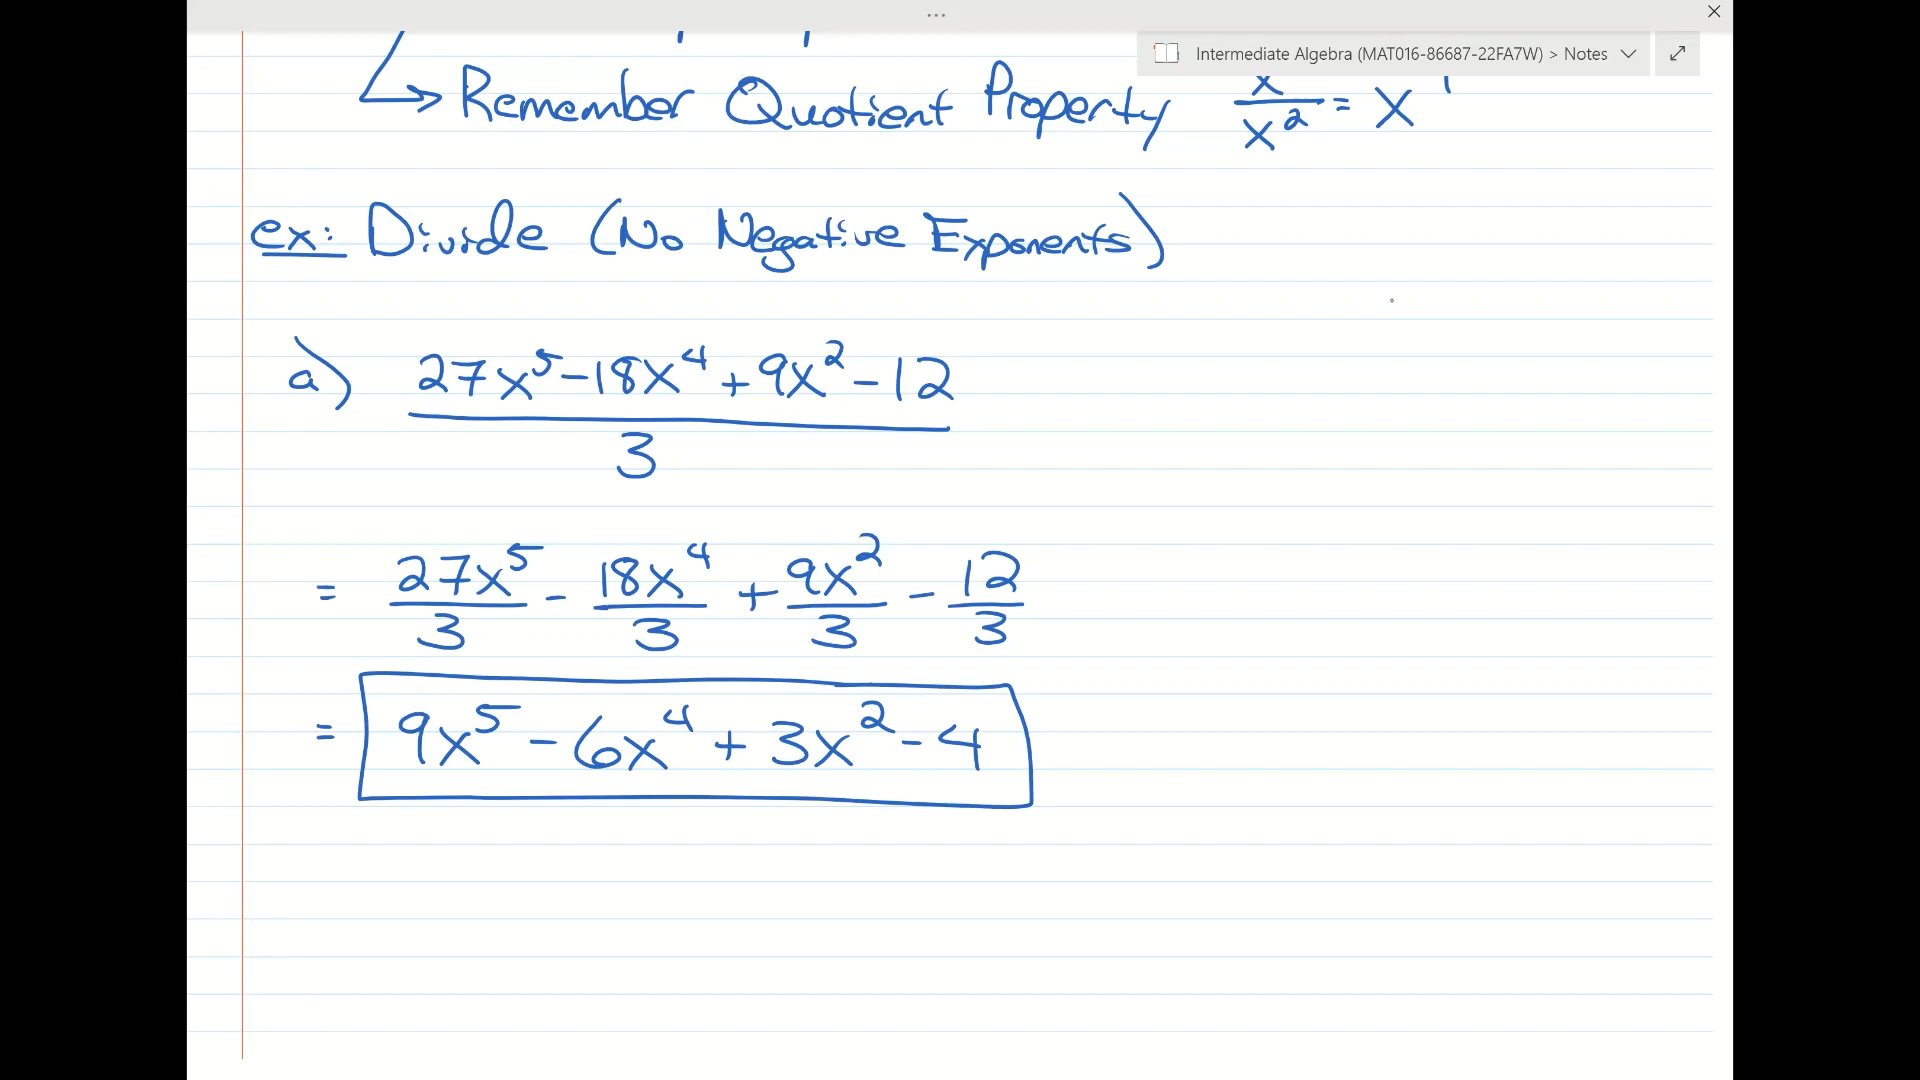 Intermediate Algebra (MAT016-86687-22FA7W) > Notes
↳ Remember Quotient Property x/x² = x
ex: Divide (No Negative Exponents)
a) (27x⁵ - 18x⁴ + 9x² - 12)/3
= 27x⁵/3 - 18x⁴/3 + 9x²/3 - 12/3
= 9x⁵ - 6x⁴ + 3x² - 4